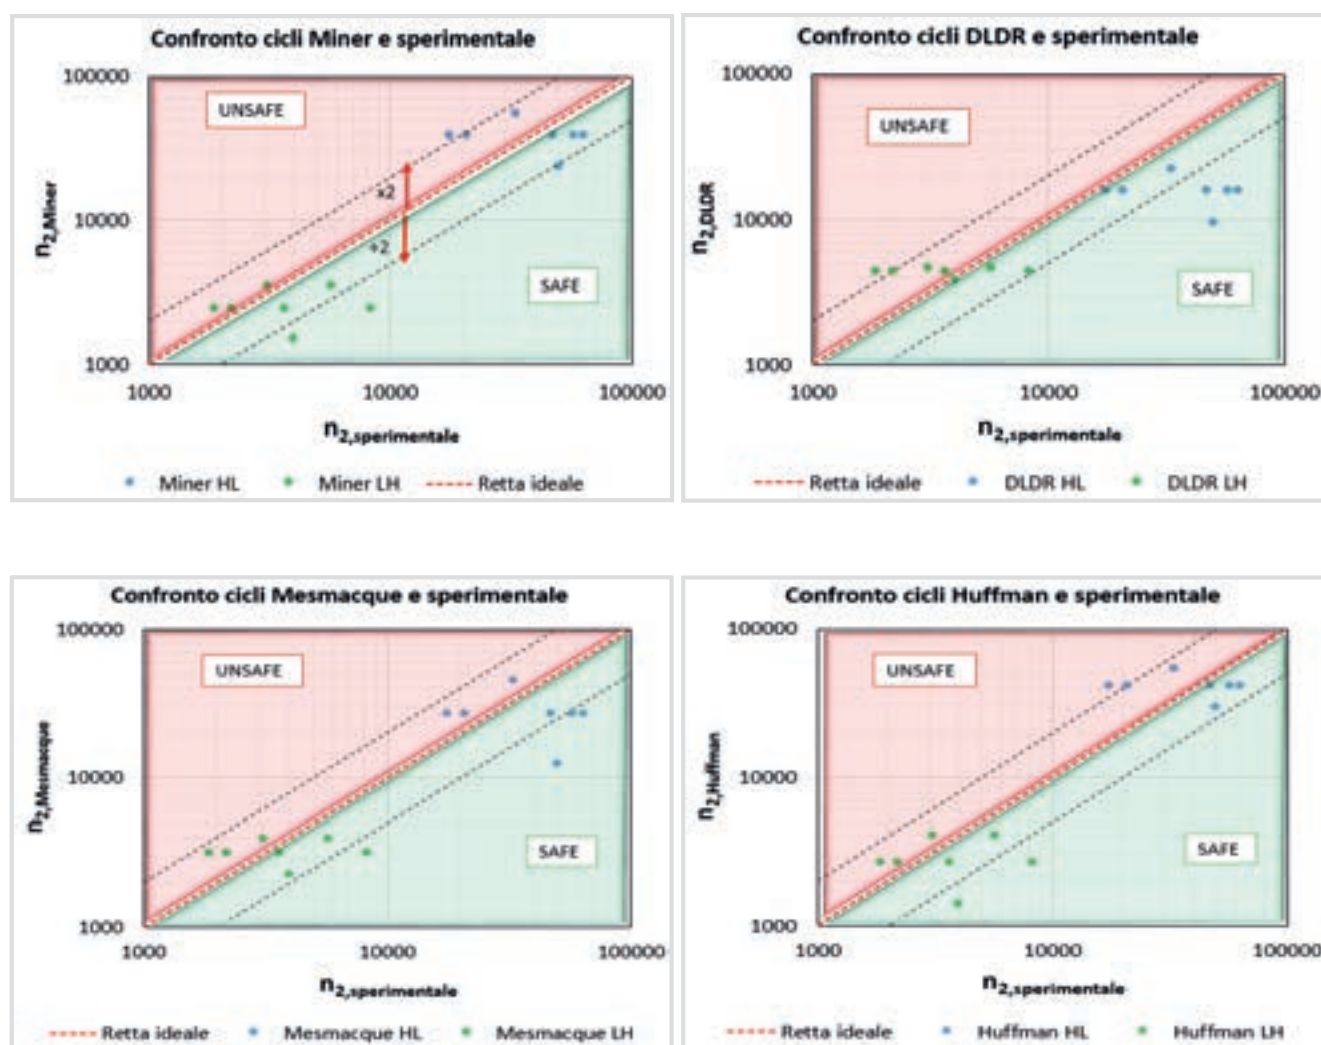 Confronto cicli Miner e sperimentale
100000
UNSAFE
x2
n2,Miner
10000
÷2
SAFE
1000
1000 10000 100000
n2,sperimentale
Miner HL Miner LH Retta ideale
Confronto cicli DLDR e sperimentale
100000
UNSAFE
n2,DLDR
10000
SAFE
1000
1000 10000 100000
n2,sperimentale
Retta ideale DLDR HL DLDR LH
Confronto cicli Mesmacque e sperimentale
100000
UNSAFE
n2,Mesmacque
10000
SAFE
1000
1000 10000 100000
n2,sperimentale
Retta ideale Mesmacque HL Mesmacque LH
Confronto cicli Huffman e sperimentale
100000
UNSAFE
n2,Huffman
10000
SAFE
1000
1000 10000 100000
n2,sperimentale
Retta ideale Huffman HL Huffman LH